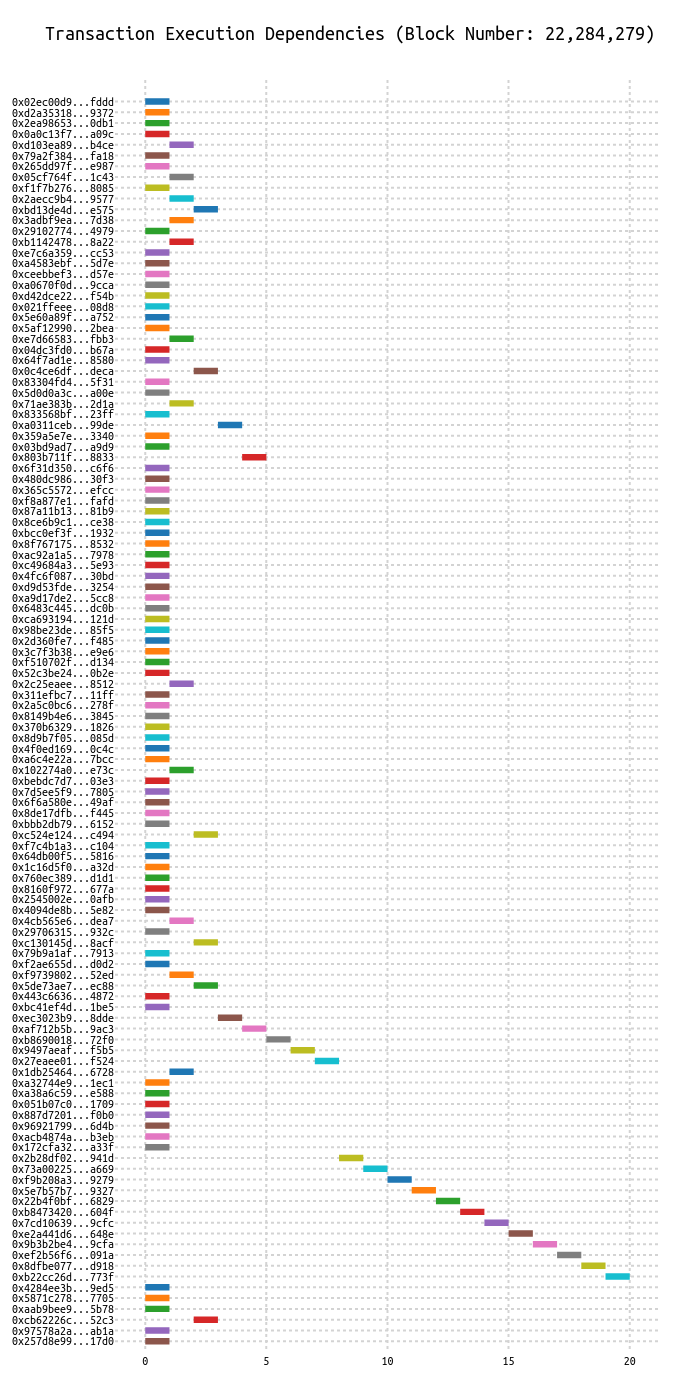 Transaction Execution Dependencies (Block Number: 22,284,279)
0x02ec00d9...fddd
0xd2a35318...9372
0x2ea98653...0db1
0x0a0c13f7...a09c
0xd103ea89...b4ce
0x79a2f384...fa18
0x265dd97f...e987
0x05cf764f...1c43
0xf1f7b276...8085
0x2aecc9b4...9577
0xbd13de4d...e575
0x3adbf9ea...7d38
0x29102774...4979
0xb1142478...8a22
0xe7c6a359...cc53
0xa4583ebf...5d7e
0xceebbef3...d57e
0xa0670f0d...9cca
0xd42dce22...f54b
0x021ffeee...08d8
0x5e60a89f...a752
0x5af12990...2bea
0xe7d66583...fbb3
0x04dc3fd0...b67a
0x64f7ad1e...8580
0x0c4ce6df...deca
0x83304fd4...5f31
0x5d0d0a3c...a00e
0x71ae383b...2d1a
0x833568bf...23ff
0xa0311ceb...99de
0x359a5e7e...3340
0x03bd9ad7...a9d9
0x803b711f...8833
0x6f31d350...c6f6
0x480dc986...30f3
0x365c5572...efcc
0xf8a877e1...fafd
0x87a11b13...81b9
0x8ce6b9c1...ce38
0xbcc0ef3f...1932
0x8f767175...8532
0xac92a1a5...7978
0xc49684a3...5e93
0x4fc6f087...30bd
0xd9d53fde...3254
0xa9d17de2...5cc8
0x6483c445...dc0b
0xca693194...121d
0x98be23de...85f5
0x2d360fe7...f485
0x3c7f3b38...e9e6
0xf510702f...d134
0x52c3be24...0b2e
0x2c25eaee...8512
0x311efbc7...11ff
0x2a5c0bc6...278f
0x8149b4e6...3845
0x370b6329...1826
0x8d9b7f05...085d
0x4f0ed169...0c4c
0xa6c4e22a...7bcc
0x102274a0...e73c
0xbebdc7d7...03e3
0x7d5ee5f9...7805
0x6f6a580e...49af
0x8de17dfb...f445
0xbbb2db79...6152
0xc524e124...c494
0xf7c4b1a3...c104
0x64db00f5...5816
0x1c16d5f0...a32d
0x760ec389...d1d1
0x8160f972...677a
0x2545002e...0afb
0x4094de8b...5e82
0x4cb565e6...dea7
0x29706315...932c
0xc130145d...8acf
0x79b9a1af...7913
0xf2ae655d...d0d2
0xf9739802...52ed
0x5de73ae7...ec88
0x443c6636...4872
0xbc41ef4d...1be5
0xec3023b9...8dde
0xaf712b5b...9ac3
0xb8690018...72f0
0x9497aeaf...f5b5
0x27eaee01...f524
0x1db25464...6728
0xa32744e9...1ec1
0xa38a6c59...e588
0x051b07c0...1709
0x887d7201...f0b0
0x96921799...6d4b
0xacb4874a...b3eb
0x172cfa32...a33f
0x2b28df02...941d
0x73a00225...a669
0xf9b208a3...9279
0x5e7b57b7...9327
0x22b4f0bf...6829
0xb8473420...604f
0x7cd10639...9cfc
0xe2a441d6...648e
0x9b3b2be4...9cfa
0xef2b56f6...091a
0x8dfbe077...d918
0xb22cc26d...773f
0x4284ee3b...9ed5
0x5871c278...7705
0xaab9bee9...5b78
0xcb62226c...52c3
0x97578a2a...ab1a
0x257d8e99...17d0
0 5 10 15 20